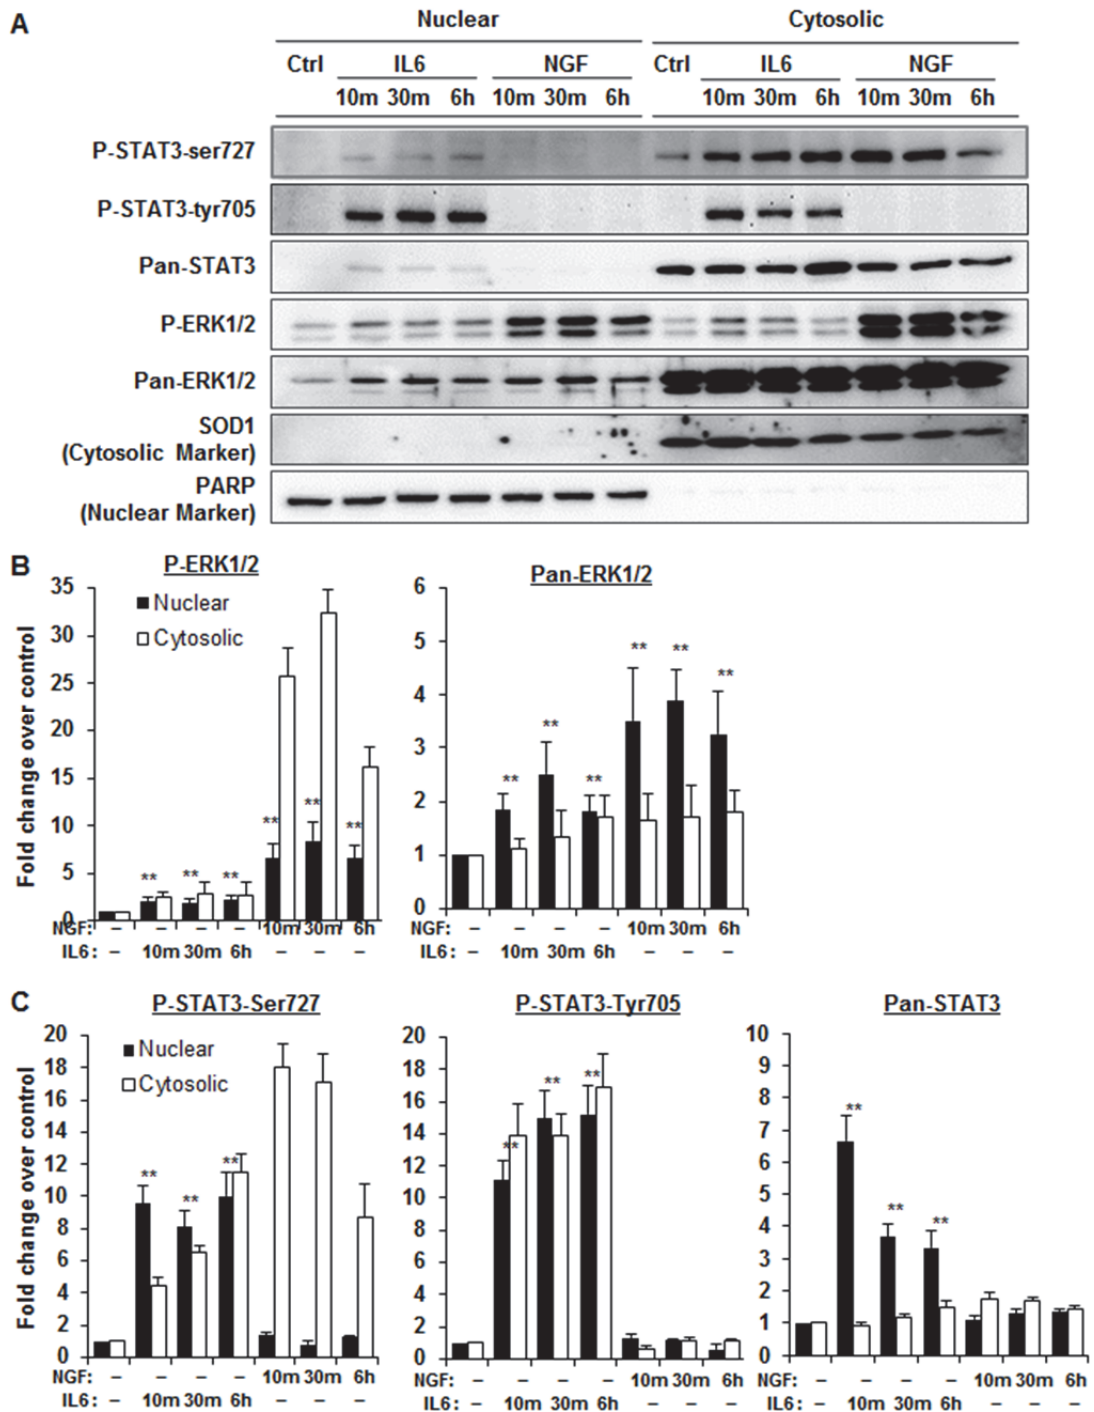 A
Nuclear Cytosolic
Ctrl IL6 NGF Ctrl IL6 NGF
10m 30m 6h 10m 30m 6h 10m 30m 6h 10m 30m 6h
P-STAT3-ser727
P-STAT3-tyr705
Pan-STAT3
P-ERK1/2
Pan-ERK1/2
SOD1
(Cytosolic Marker)
PARP
(Nuclear Marker)
B
P-ERK1/2
Fold change over control
35
30
25
20
15
10
5
0
Nuclear
Cytosolic
** ** ** ** ** **
NGF: – – – – 10m 30m 6h
IL6: – 10m 30m 6h – – –
Pan-ERK1/2
6
5
4
3
2
1
0
** ** ** ** ** **
– – – – 10m 30m 6h
– 10m 30m 6h – – –
C
P-STAT3-Ser727
Fold change over control
20
18
16
14
12
10
8
6
4
2
0
Nuclear
Cytosolic
** ** **
NGF: – – – – 10m 30m 6h
IL6: – 10m 30m 6h – – –
P-STAT3-Tyr705
20
18
16
14
12
10
8
6
4
2
0
** ** **
NGF: – – – – 10m 30m 6h
IL6: – 10m 30m 6h – – –
Pan-STAT3
10
9
8
7
6
5
4
3
2
1
0
** ** **
NGF: – – – – 10m 30m 6h
IL6: – 10m 30m 6h – – –